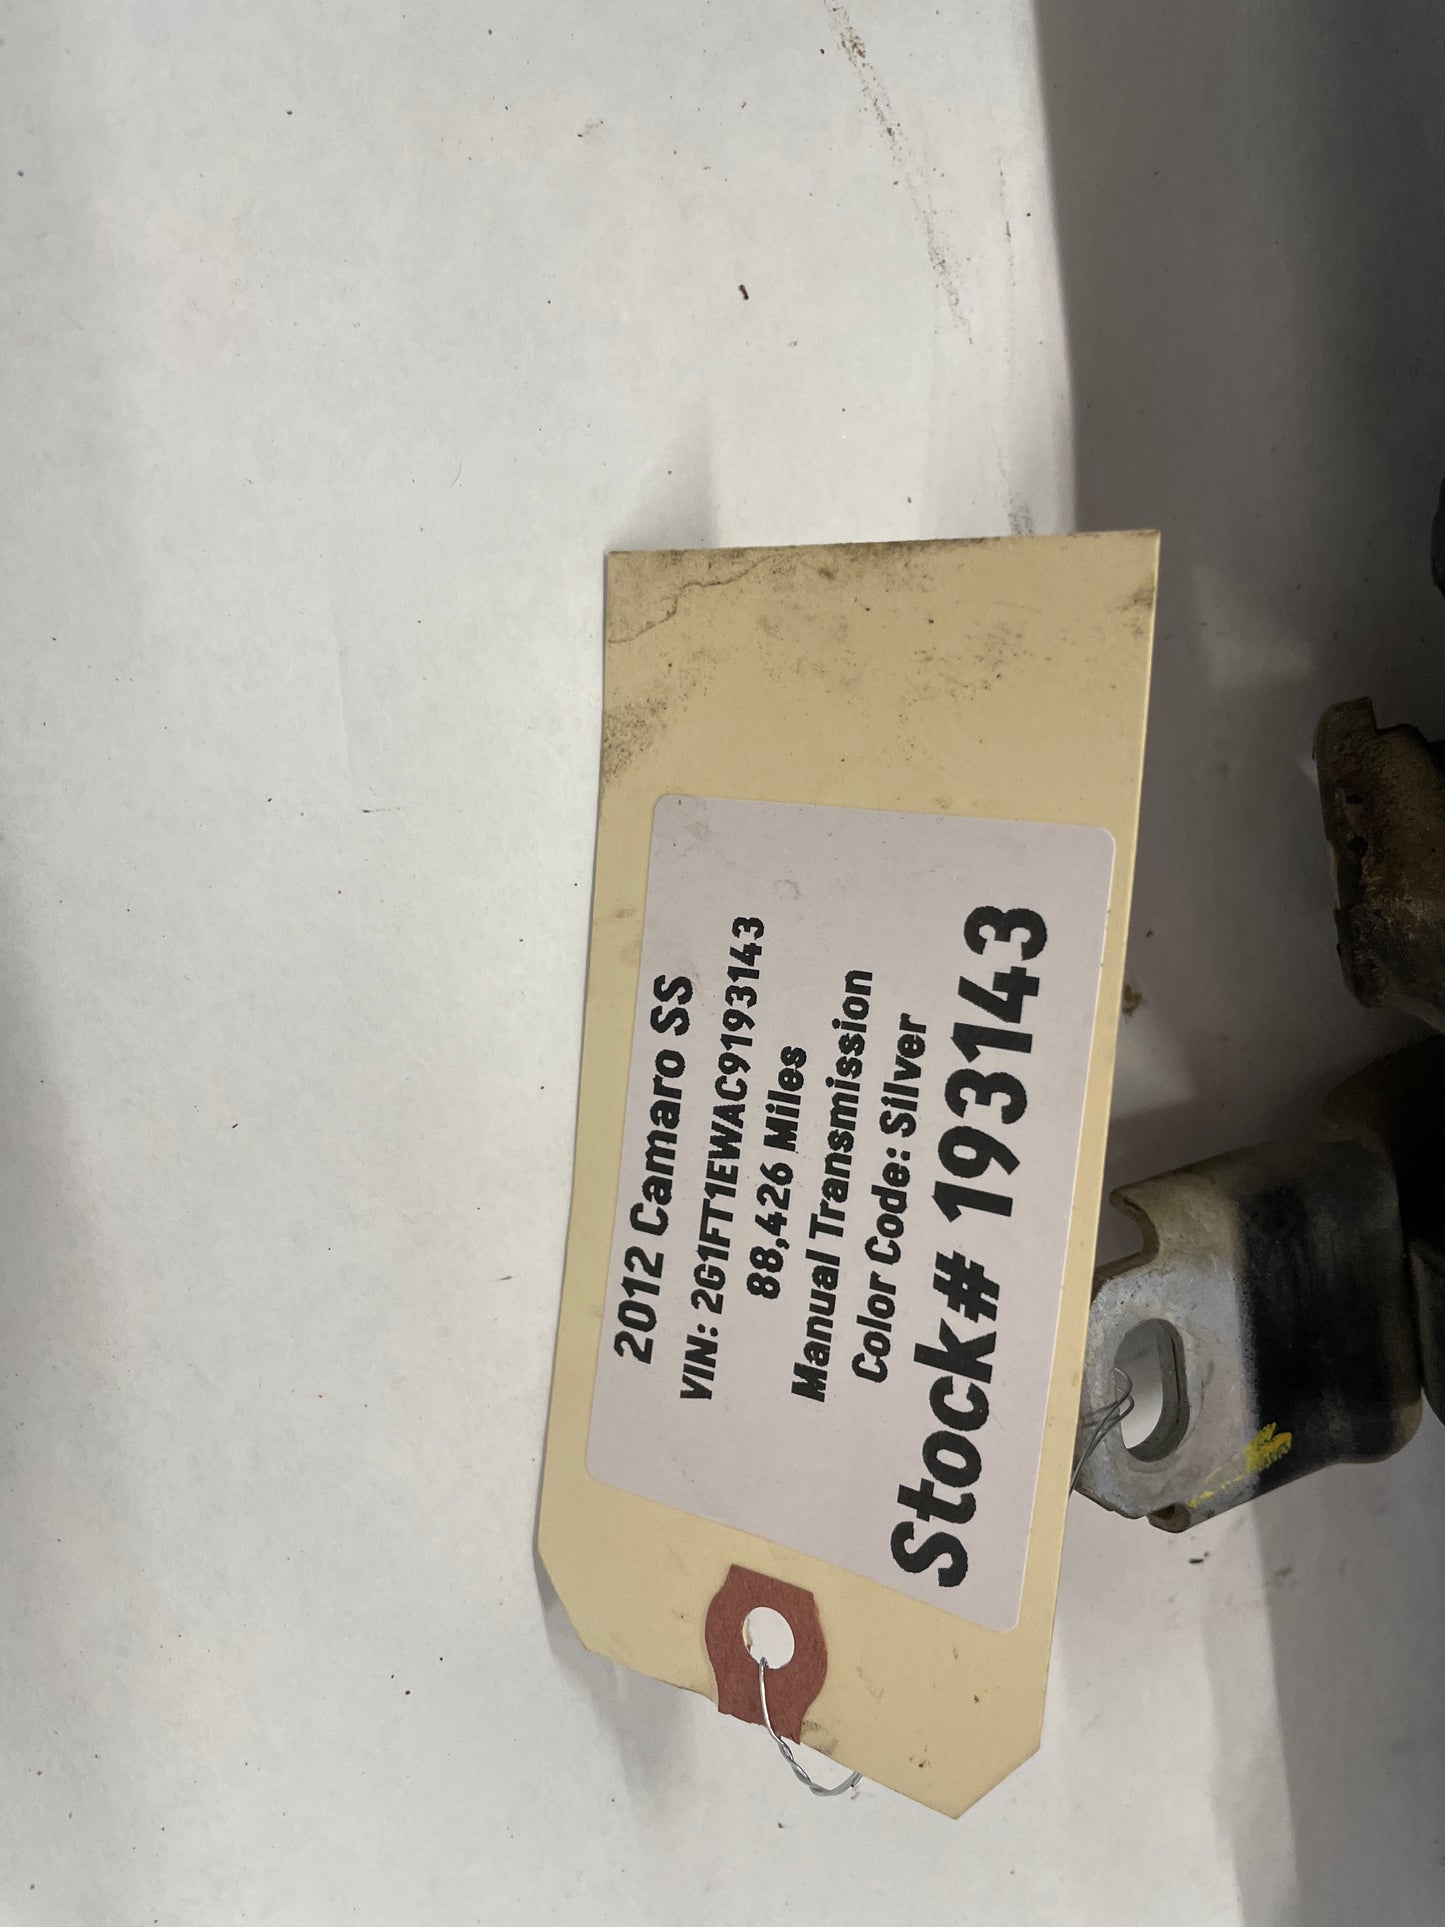 2012 Camaro SS
VIN: 2G1FT1EWAC9193143
88,426 Miles
Manual Transmission
Color Code: Silver
Stock# 193143